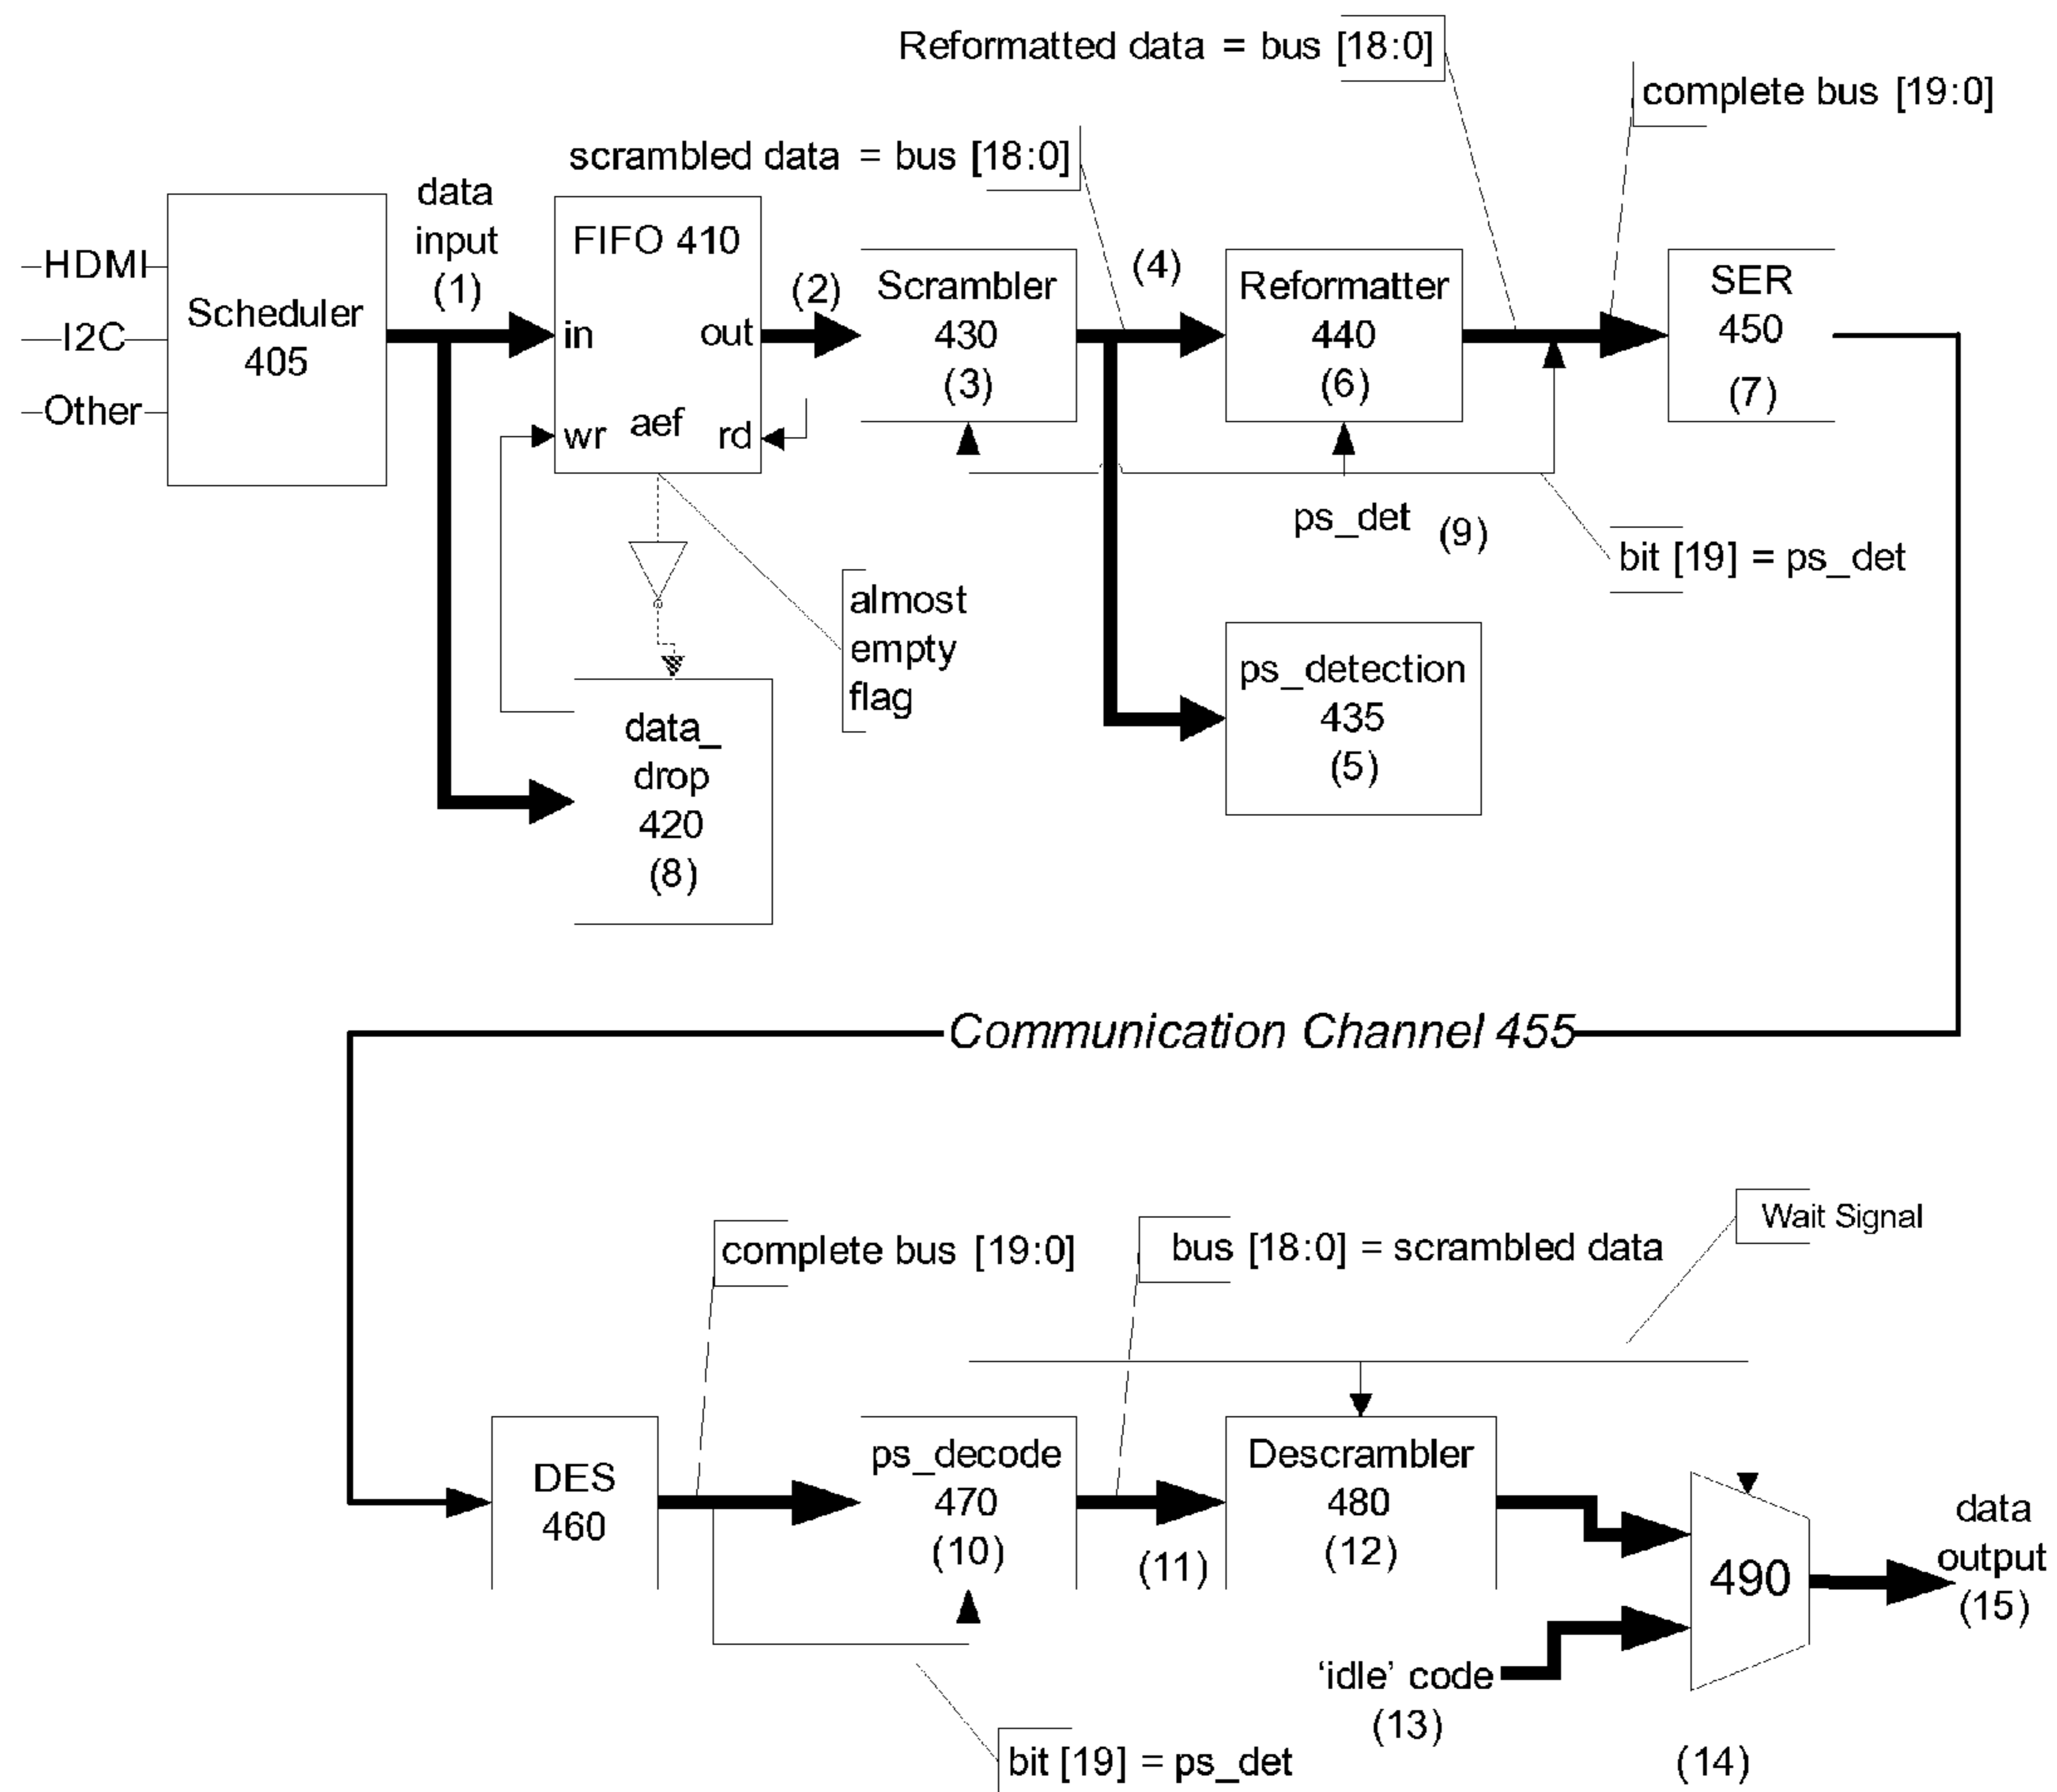 Reformatted data = bus [18:0]
complete bus [19:0]
scrambled data = bus [18:0]
HDMI
I2C
Other
Scheduler
405
data
input
(1)
FIFO 410
in
out
wr
aef
rd
(2)
Scrambler
430
(3)
(4)
Reformatter
440
(6)
SER
450
(7)
ps_det
(9)
bit [19] = ps_det
almost
empty
flag
ps_detection
435
(5)
data_
drop
420
(8)
Communication Channel 455
Wait Signal
complete bus [19:0]
bus [18:0] = scrambled data
DES
460
ps_decode
470
(10)
(11)
Descrambler
480
(12)
490
data
output
(15)
'idle' code
(13)
(14)
bit [19] = ps_det